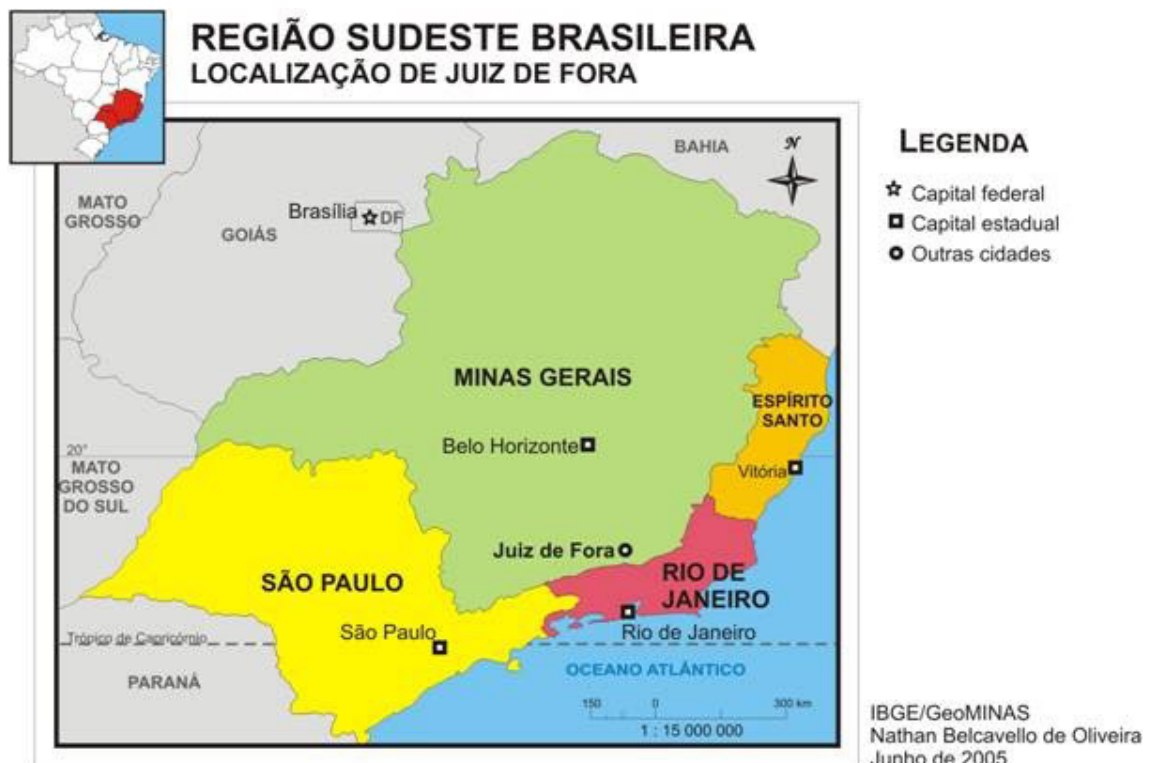 REGIÃO SUDESTE BRASILEIRA
LOCALIZAÇÃO DE JUIZ DE FORA
LEGENDA
Capital federal
Capital estadual
Outras cidades
N
BAHIA
MATO
GROSSO
Brasília
DF
GOIÁS
MINAS GERAIS
ESPÍRITO
SANTO
Belo Horizonte
20°
MATO
GROSSO
DO SUL
Vitória
Juiz de Fora
SÃO PAULO
RIO DE
JANEIRO
São Paulo
Rio de Janeiro
Trópico de Capricórnio
PARANÁ
OCEANO ATLÂNTICO
150 0 300 km
1 : 15 000 000
IBGE/GeoMINAS
Nathan Belcavello de Oliveira
Junho de 2005